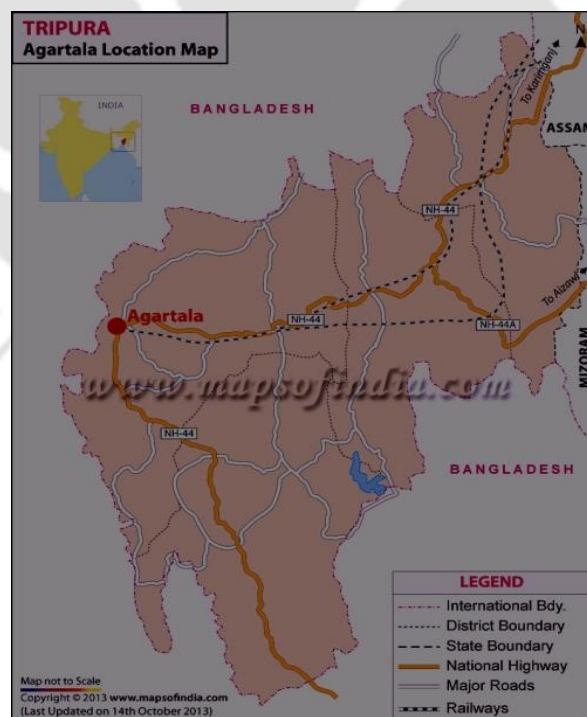 TRIPURA
Agartala Location Map
N
To Karimganj
BANGLADESH
INDIA
ASSAM
NH-44
To Aizawl
Agartala
NH-44
NH-44A
MIZORAM
www.mapsofindia.com
NH-44
BANGLADESH
LEGEND
International Bdy.
District Boundary
State Boundary
National Highway
Major Roads
Railways
Map not to Scale
Copyright © 2013 www.mapsofindia.com
(Last Updated on 14th October 2013)